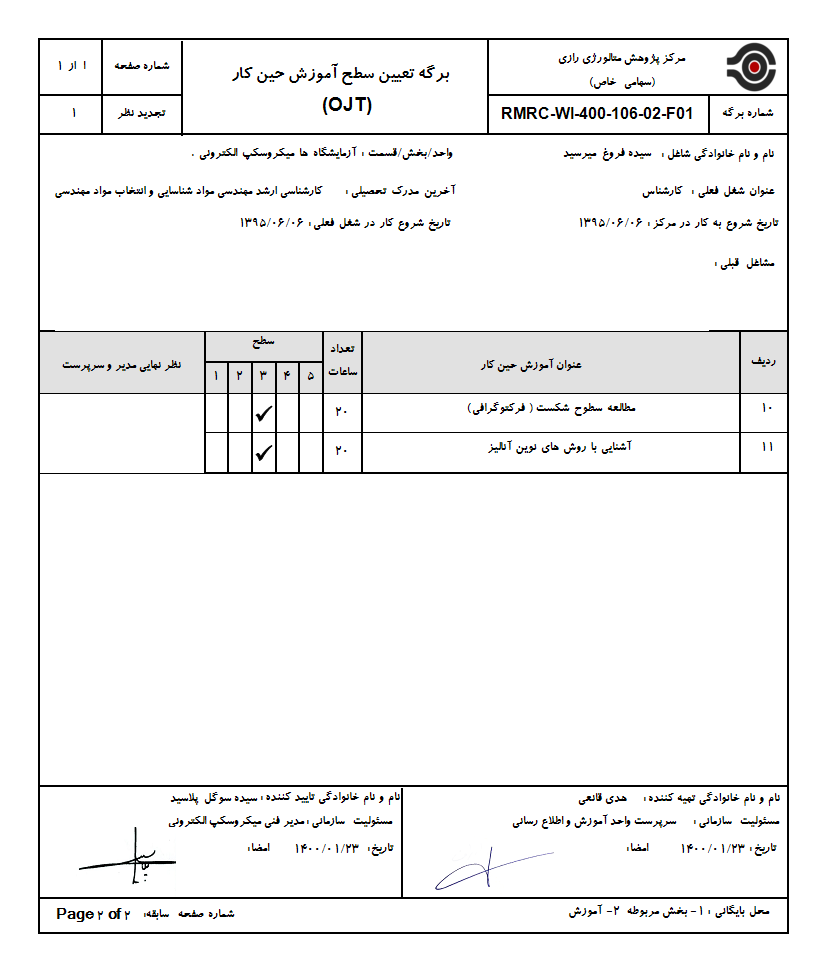 مرکز پژوهش متالورژی رازی
(سهامی خاص)
شماره برگه RMRC-WI-400-106-02-F01
برگه تعیین سطح آموزش حین کار
(OJT)
شماره صفحه ۱ از ۱
تجدید نظر ۱
نام و نام خانوادگی شاغل : سیده فروغ میرسید واحد/بخش/قسمت : آزمایشگاه ها میکروسکپ الکترونی .
عنوان شغل فعلی : کارشناس آخرین مدرک تحصیلی : کارشناسی ارشد مهندسی مواد شناسایی و انتخاب مواد مهندسی
تاریخ شروع به کار در مرکز : ۱۳۹۵/۰۶/۰۶ تاریخ شروع کار در شغل فعلی : ۱۳۹۵/۰۶/۰۶
مشاغل قبلی :
ردیف عنوان آموزش حین کار تعداد ساعات سطح نظر نهایی مدیر و سرپرست
۵ ۴ ۳ ۲ ۱
۱۰ مطالعه سطوح شکست ( فرکتوگرافی) ۲۰ ✓
۱۱ آشنایی با روش های نوین آنالیز ۲۰ ✓
نام و نام خانوادگی تهیه کننده : هدی قانعی
مسئولیت سازمانی : سرپرست واحد آموزش و اطلاع رسانی
تاریخ : ۱۴۰۰/۰۱/۲۳ امضا:
نام و نام خانوادگی تایید کننده : سیده سوگل پلاسید
مسئولیت سازمانی : مدیر فنی میکروسکپ الکترونی
تاریخ: ۱۴۰۰/۰۱/۲۳ امضا:
محل بایگانی : ۱- بخش مربوطه ۲- آموزش
شماره صفحه سابقه: Page ۲ of ۲